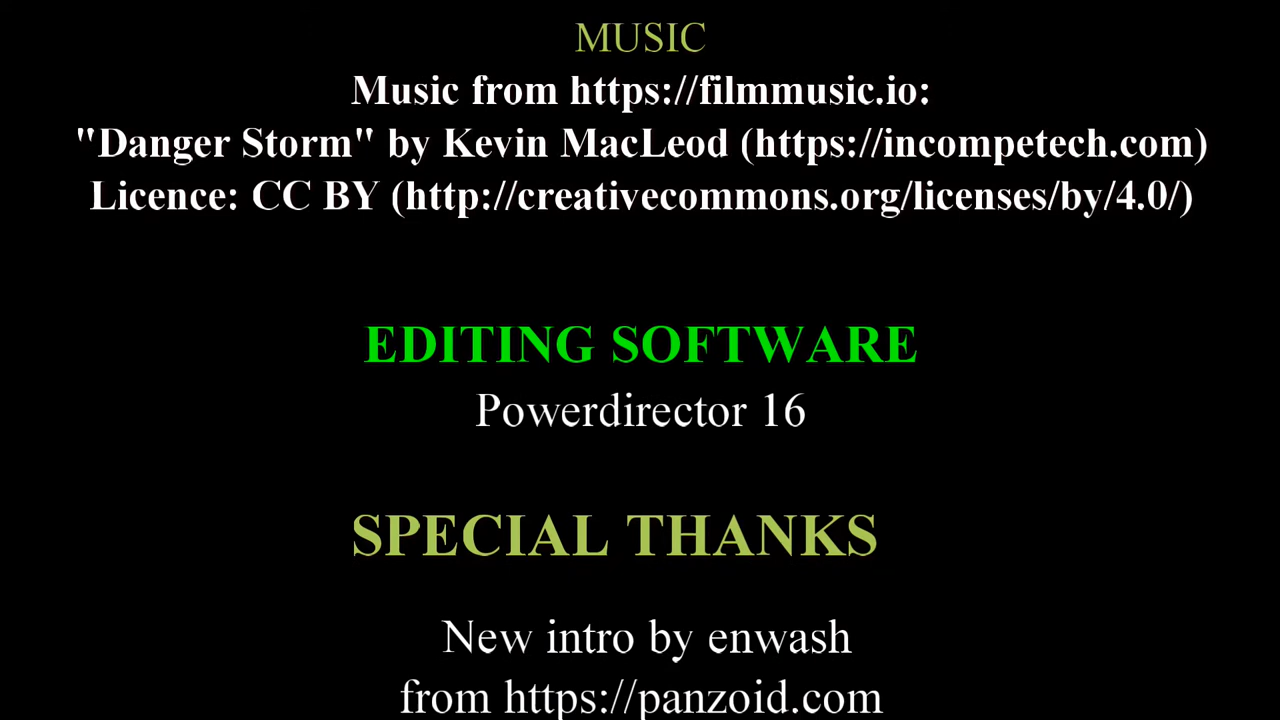 MUSIC
Music from https://filmmusic.io:
"Danger Storm" by Kevin MacLeod (https://incompetech.com)
Licence: CC BY (http://creativecommons.org/licenses/by/4.0/)
EDITING SOFTWARE
Powerdirector 16
SPECIAL THANKS
New intro by enwash
from https://panzoid.com